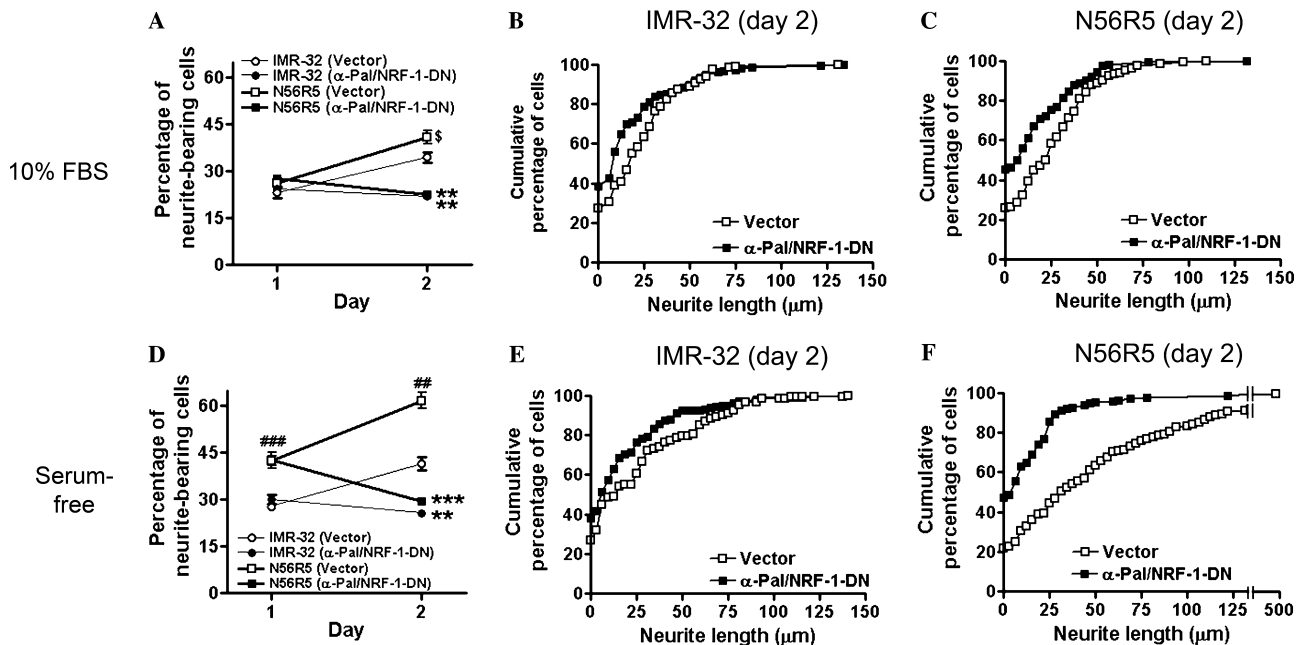 A
IMR-32 (Vector)
IMR-32 (α-Pal/NRF-1-DN)
N56R5 (Vector)
N56R5 (α-Pal/NRF-1-DN)
10% FBS
Percentage of
neurite-bearing cells
60
45
30
15
0
$
**
**
1
2
Day
B
IMR-32 (day 2)
Cumulative
percentage of cells
100
80
60
40
20
0
Vector
α-Pal/NRF-1-DN
0
25
50
75
100
125
150
Neurite length (μm)
C
N56R5 (day 2)
Cumulative
percentage of cells
100
80
60
40
20
0
Vector
α-Pal/NRF-1-DN
0
25
50
75
100
125
150
Neurite length (μm)
D
Serum-
free
Percentage of
neurite-bearing cells
60
45
30
15
0
###
##
***
**
IMR-32 (Vector)
IMR-32 (α-Pal/NRF-1-DN)
N56R5 (Vector)
N56R5 (α-Pal/NRF-1-DN)
1
2
Day
E
IMR-32 (day 2)
Cumulative
percentage of cells
100
80
60
40
20
0
Vector
α-Pal/NRF-1-DN
0
25
50
75
100
125
150
Neurite length (μm)
F
N56R5 (day 2)
Cumulative
percentage of cells
100
80
60
40
20
0
Vector
α-Pal/NRF-1-DN
0
25
50
75
100
125
500
Neurite length (μm)